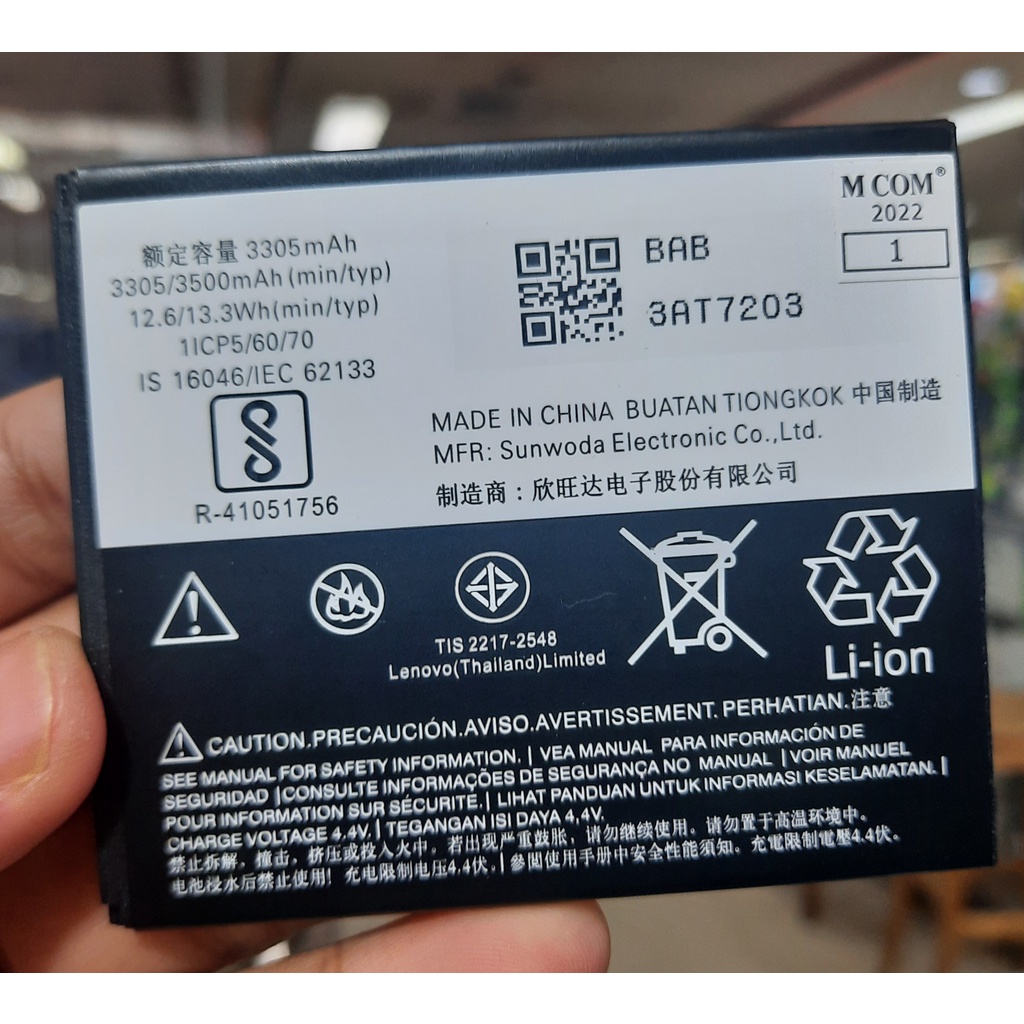 M COM®
2022
1
额定容量 3305mAh
3305/3500mAh(min/typ)
12.6/13.3Wh(min/typ)
1ICP5/60/70
IS 16046/IEC 62133
R-41051756
BAB
3AT7203
MADE IN CHINA BUATAN TIONGKOK 中国制造
MFR: Sunwoda Electronic Co.,Ltd.
制造商：欣旺达电子股份有限公司
TIS 2217-2548
Lenovo(Thailand)Limited
Li-ion
CAUTION.PRECAUCIÓN.AVISO.AVERTISSEMENT. PERHATIAN.注意
SEE MANUAL FOR SAFETY INFORMATION. | VEA MANUAL PARA INFORMACIÓN DE
SEGURIDAD |CONSULTE INFORMAÇÕES DE SEGURANÇA NO MANUAL |VOIR MANUEL
POUR INFORMATION SUR SÉCURITÉ. | LIHAT PANDUAN UNTUK INFORMASI KESELAMATAN. |
CHARGE VOLTAGE 4.4V. | TEGANGAN ISI DAYA 4,4V.
禁止拆解，撞击，挤压或投入火中。若出现严重鼓胀，请勿继续使用。请勿置于高温环境中。
电池浸水后禁止使用！充电限制电压4.4伏。| 參閱使用手册中安全性能須知。充電限制電壓4.4伏。